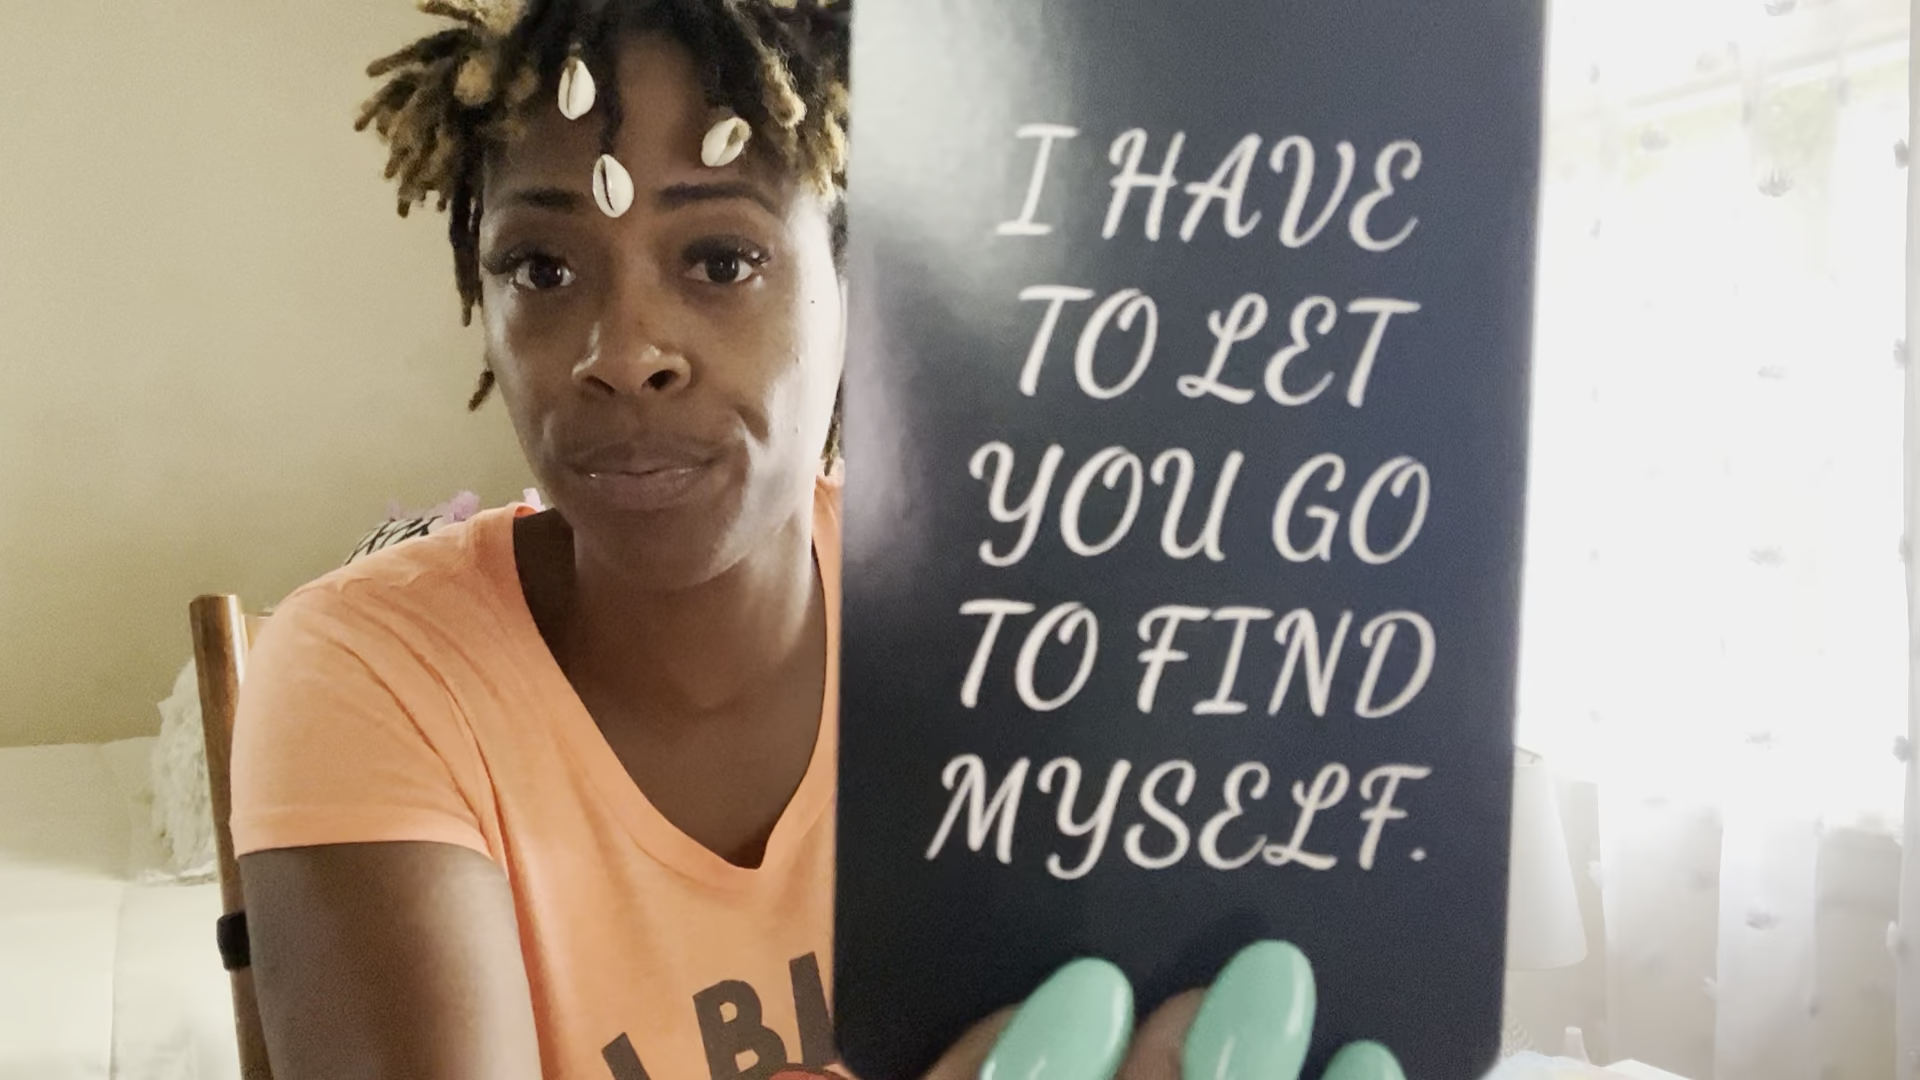 I HAVE
TO LET
YOU GO
TO FIND
MYSELF.